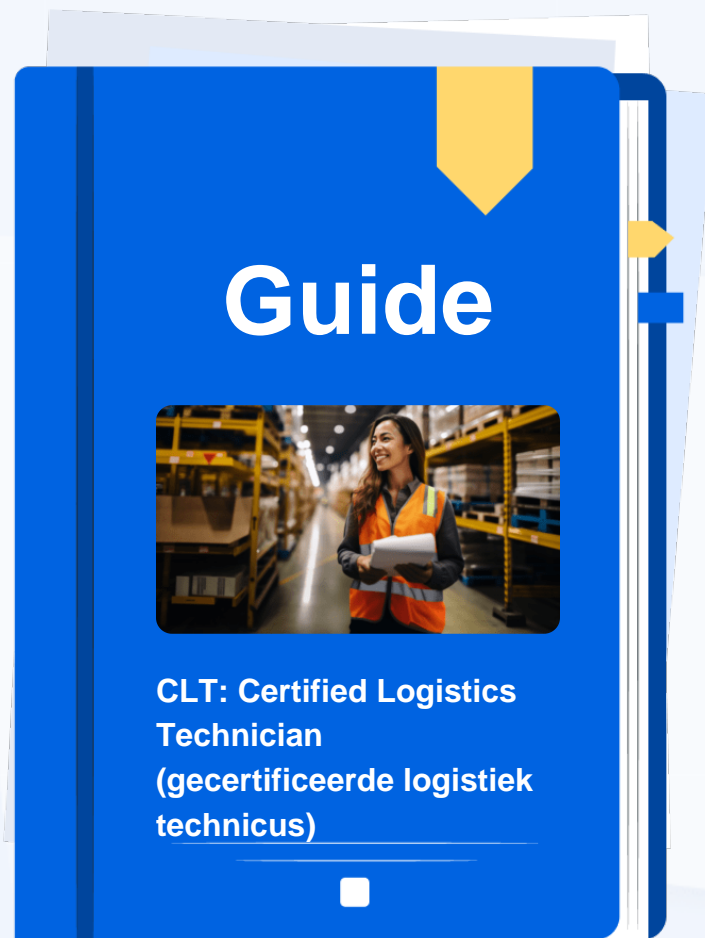 Guide
CLT: Certified Logistics
Technician
(gecertificeerde logistiek
technicus)